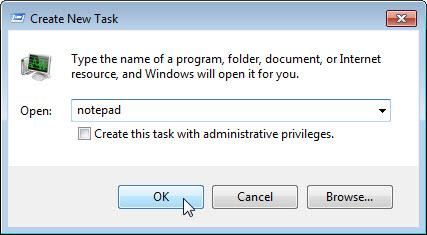 Create New Task
Type the name of a program, folder, document, or Internet
resource, and Windows will open it for you.
Open: notepad
Create this task with administrative privileges.
OK Cancel Browse...